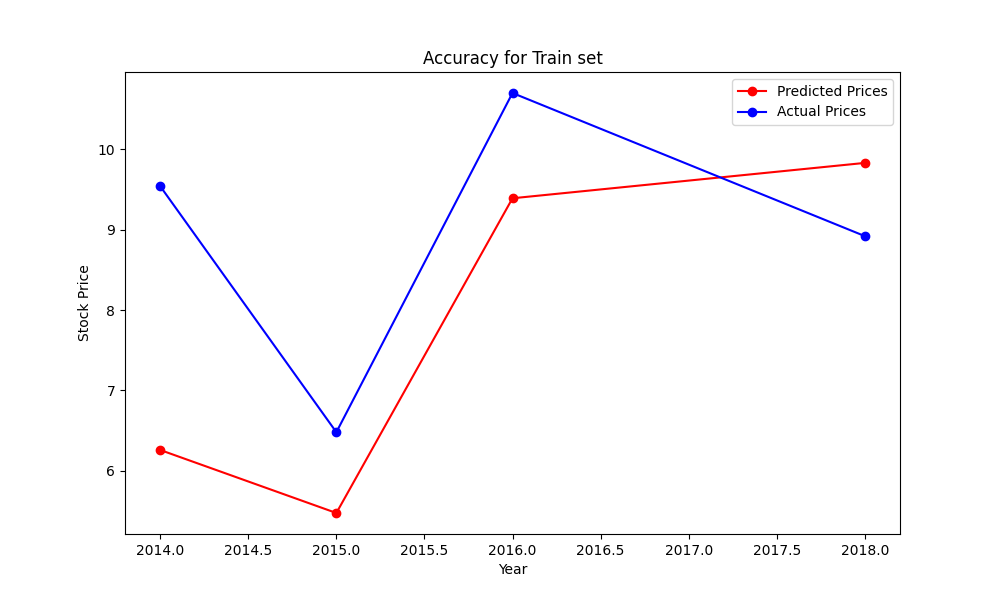 Accuracy for Train set
Predicted Prices
Actual Prices
Stock Price
10
9
8
7
6
2014.0 2014.5 2015.0 2015.5 2016.0 2016.5 2017.0 2017.5 2018.0
Year